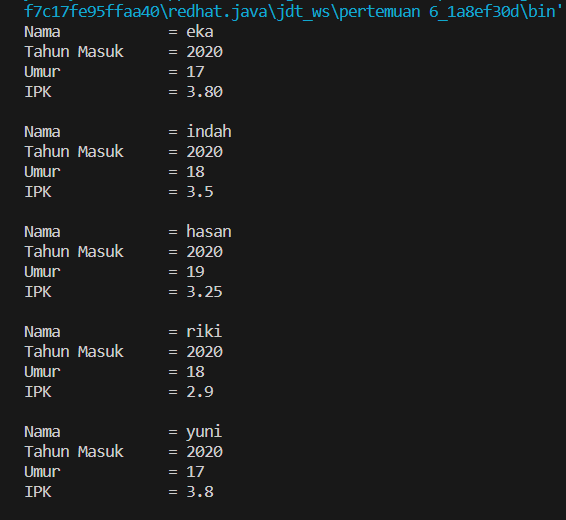 f7c17fe95ffaa40\redhat.java\jdt_ws\pertemuan 6_1a8ef30d\bin'
Nama = eka
Tahun Masuk = 2020
Umur = 17
IPK = 3.80
Nama = indah
Tahun Masuk = 2020
Umur = 18
IPK = 3.5
Nama = hasan
Tahun Masuk = 2020
Umur = 19
IPK = 3.25
Nama = riki
Tahun Masuk = 2020
Umur = 18
IPK = 2.9
Nama = yuni
Tahun Masuk = 2020
Umur = 17
IPK = 3.8